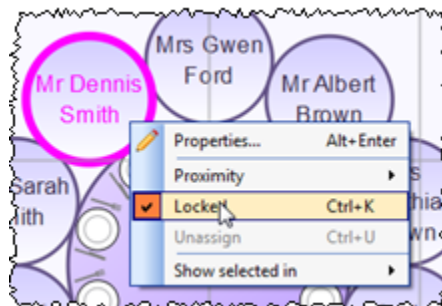 Mrs Gwen
Ford
Mr Dennis
Smith
Mr Albert
Brown
Sarah
Properties... Alt+Enter
Proximity
Locked Ctrl+K
Unassign Ctrl+U
Show selected in